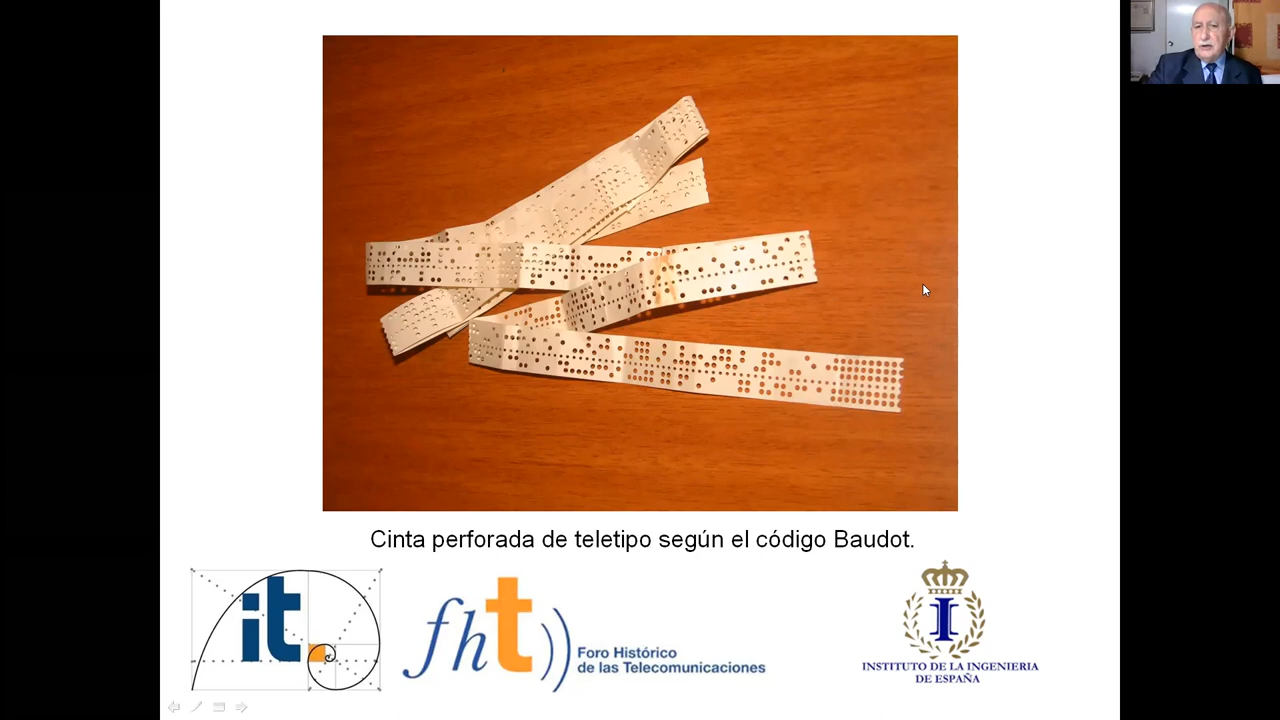 Cinta perforada de teletipo según el código Baudot.
it
fht
Foro Histórico
de las Telecomunicaciones
I
INSTITUTO DE LA INGENIERIA
DE ESPAÑA